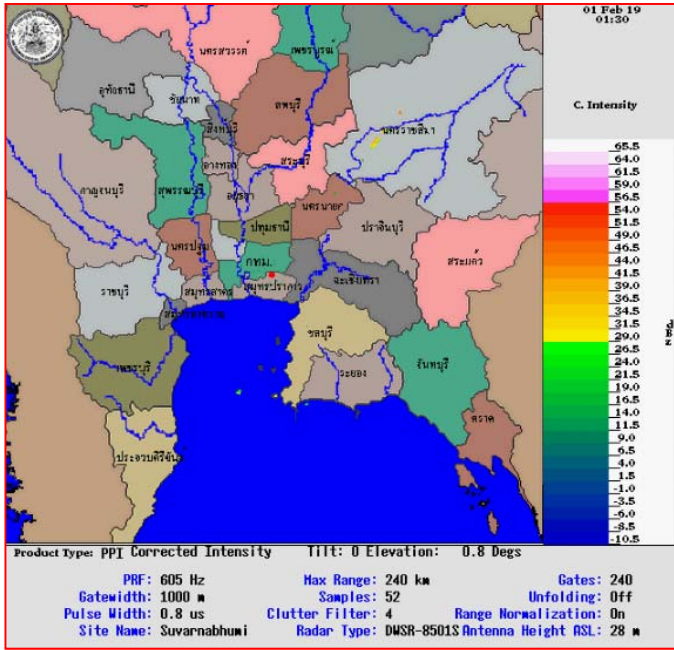 01 Feb 19
01:30
C. Intensity
นครสวรรค์
เพชรบูรณ์
อุทัยธานี
ชัยนาท
ลพบุรี
สิงห์บุรี
นครราชสีมา
อ่างทอง
สระบุรี
กาญจนบุรี
สุพรรณบุรี
อยุธยา
นครนายก
ปราจีนบุรี
ปทุมธานี
นครปฐม
กทม.
สระแก้ว
ราชบุรี
สมุทรสาคร
สมุทรปราการ
ฉะเชิงเทรา
ชลบุรี
เพชรบุรี
ระยอง
จันทบุรี
ตราด
ประจวบคีรีขัน
65.5
64.0
61.5
59.0
56.5
54.0
51.5
49.0
46.5
44.0
41.5
39.0
36.5
34.0
31.5
29.0
26.5
24.0
21.5
19.0
16.5
14.0
11.5
9.0
6.5
4.0
1.5
-1.0
-3.5
-6.0
-8.5
-10.5
Product Type: PPI Corrected Intensity Tilt: 0 Elevation: 0.8 Degs
PRF: 605 Hz Max Range: 240 km Gates: 240
Gatewidth: 1000 m Samples: 52 Unfolding: Off
Pulse Width: 0.8 us Clutter Filter: 4 Range Normalization: On
Site Name: Suvarnabhumi Radar Type: DWSR-8501S Antenna Height ASL: 28 m